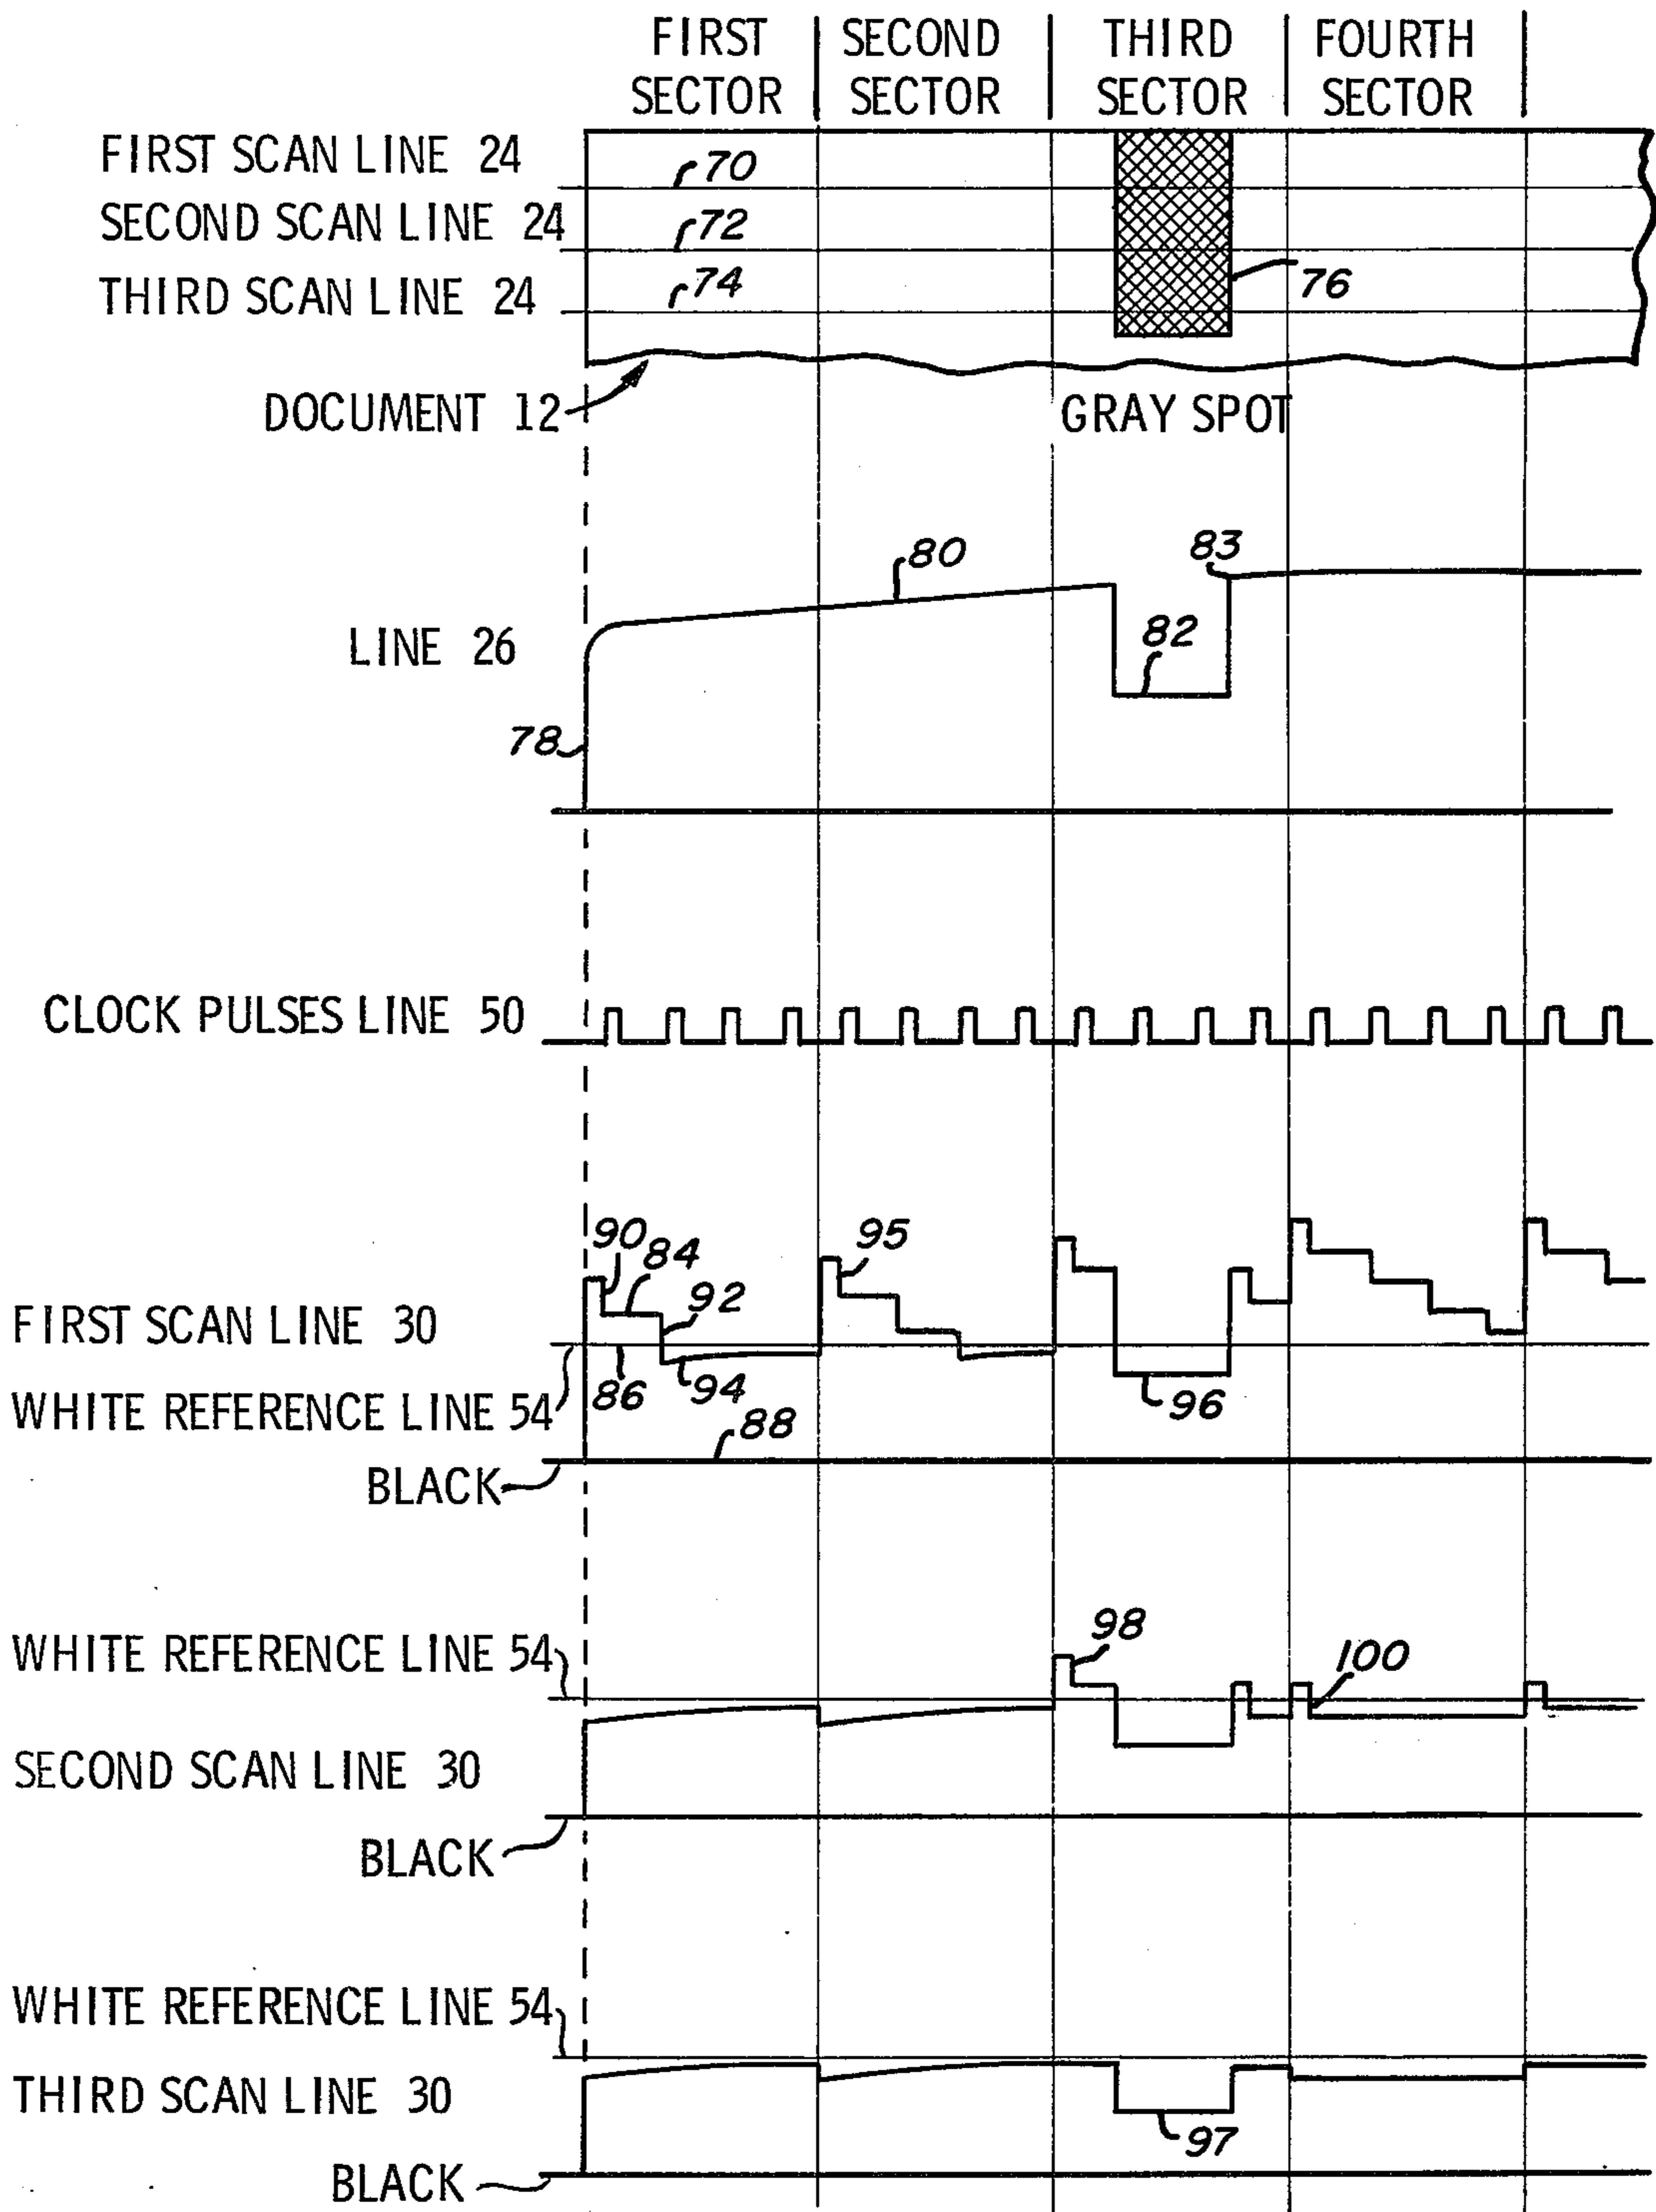 FIRST SECTOR
SECOND SECTOR
THIRD SECTOR
FOURTH SECTOR
FIRST SCAN LINE 24
70
SECOND SCAN LINE 24
72
THIRD SCAN LINE 24
74
76
DOCUMENT 12
GRAY SPOT
80
83
82
LINE 26
78
CLOCK PULSES LINE 50
90
84
92
95
FIRST SCAN LINE 30
86
94
96
WHITE REFERENCE LINE 54
88
BLACK
98
100
WHITE REFERENCE LINE 54
SECOND SCAN LINE 30
BLACK
WHITE REFERENCE LINE 54
THIRD SCAN LINE 30
97
BLACK